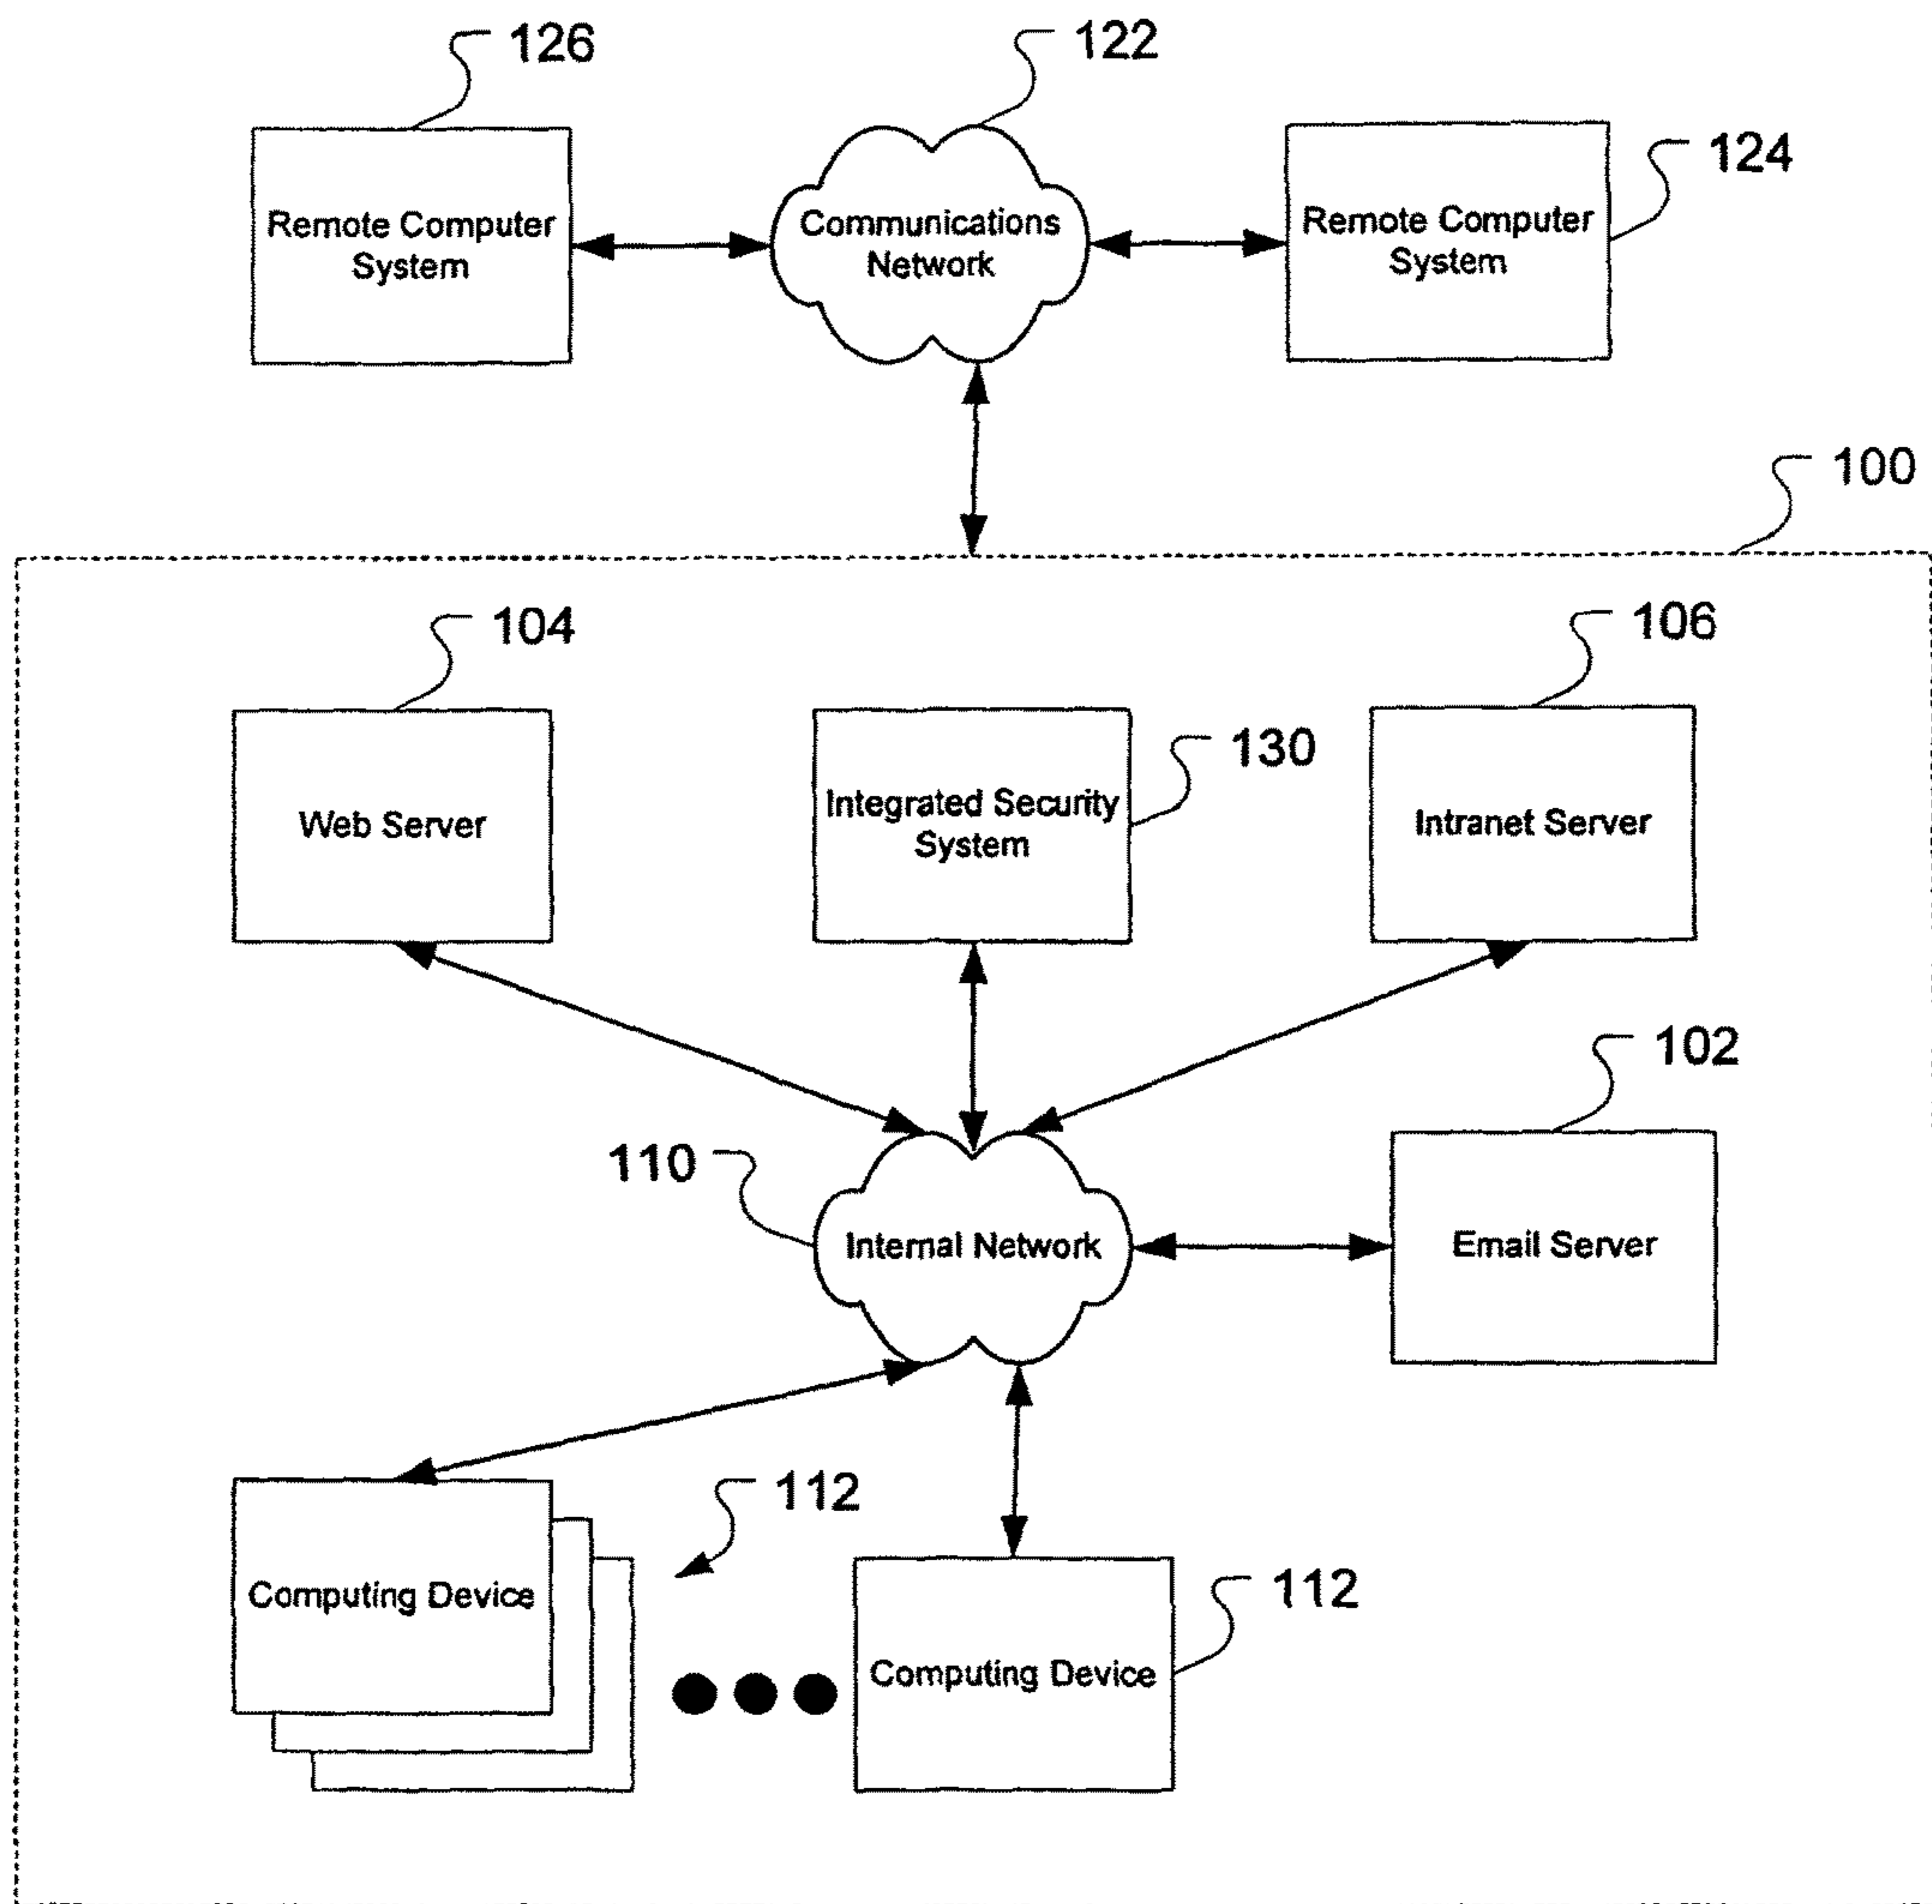 126
122
124
Remote Computer
System
Communications
Network
Remote Computer
System
100
104
106
130
Web Server
Integrated Security
System
Intranet Server
102
110
Internal Network
Email Server
112
Computing Device
112
Computing Device